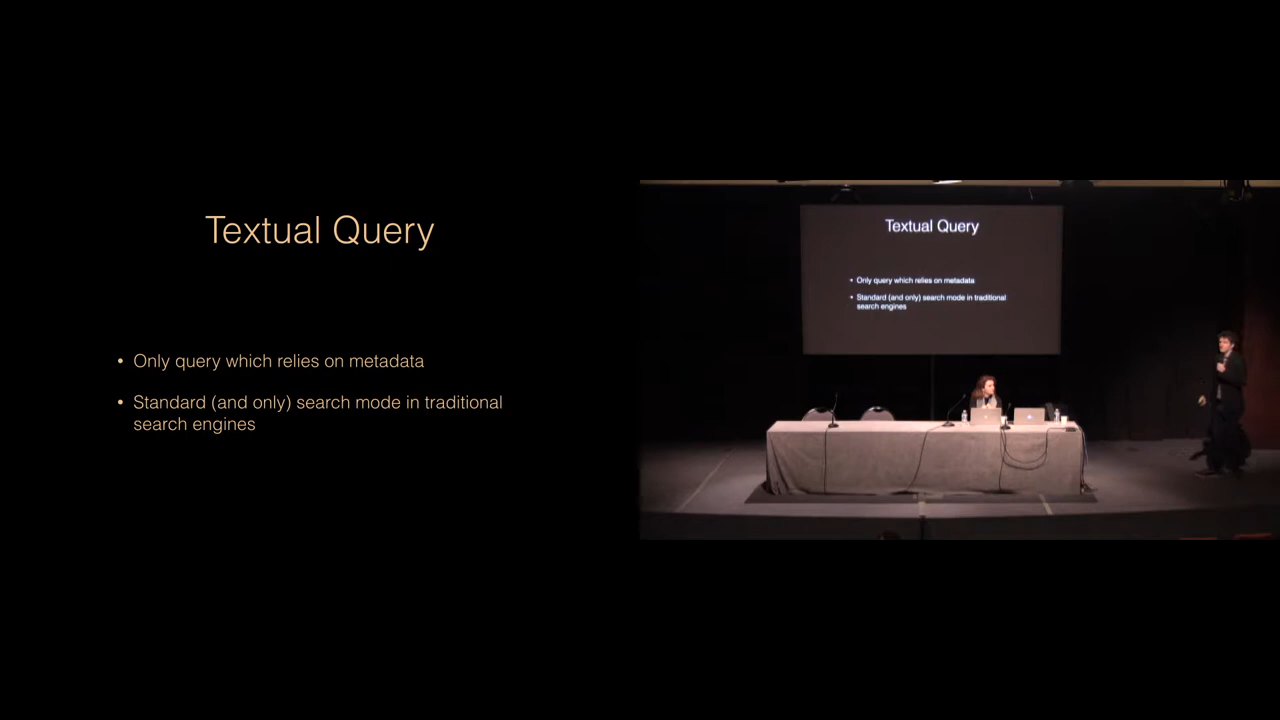 Textual Query
• Only query which relies on metadata
• Standard (and only) search mode in traditional
search engines
Textual Query
• Only query which relies on metadata
• Standard (and only) search mode in traditional
search engines